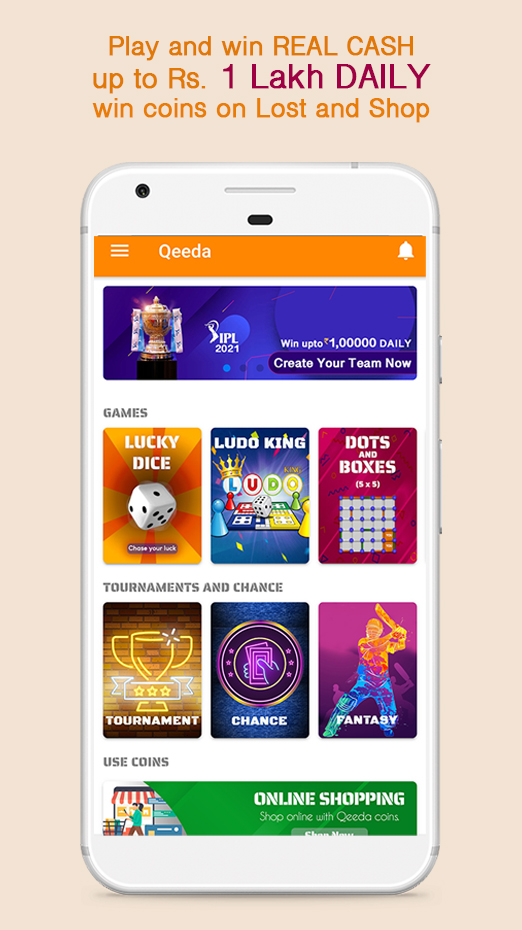 Play and win REAL CASH
up to Rs. 1 Lakh DAILY
win coins on Lost and Shop
Qeeda
IPL
2021
Win upto ₹1,00000 DAILY
Create Your Team Now
GAMES
LUCKY
DICE
Chase your luck
LUDO KING
KING
LUDO
DOTS
AND
BOXES
(5 x 5)
TOURNAMENTS AND CHANCE
TOURNAMENT
CHANCE
FANTASY
USE COINS
ONLINE SHOPPING
Shop online with Qeeda coins.
Shop Now